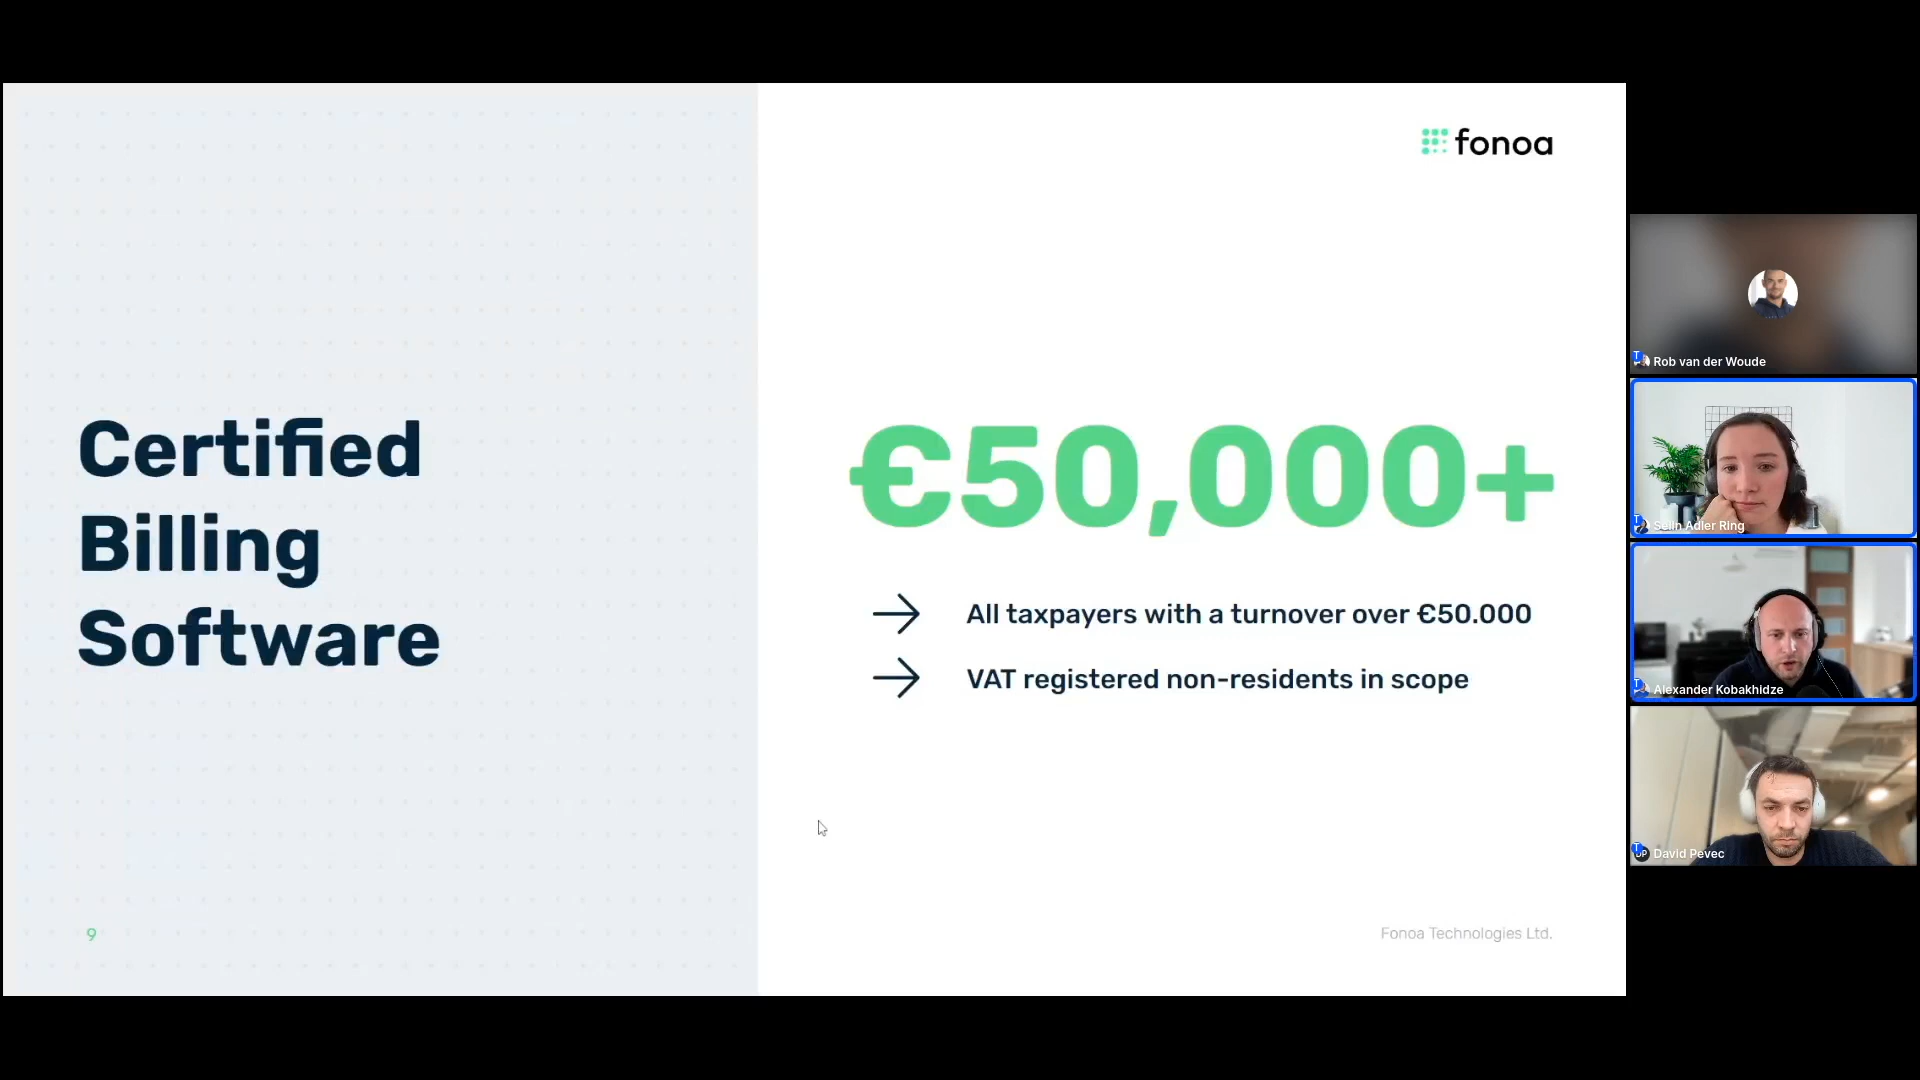 fonoa
Certified
Billing
Software
€50,000+
All taxpayers with a turnover over €50.000
VAT registered non-residents in scope
9
Fonoa Technologies Ltd.
Rob van der Woude
Selin Adler Ring
Alexander Kobakhidze
DP
David Pevec